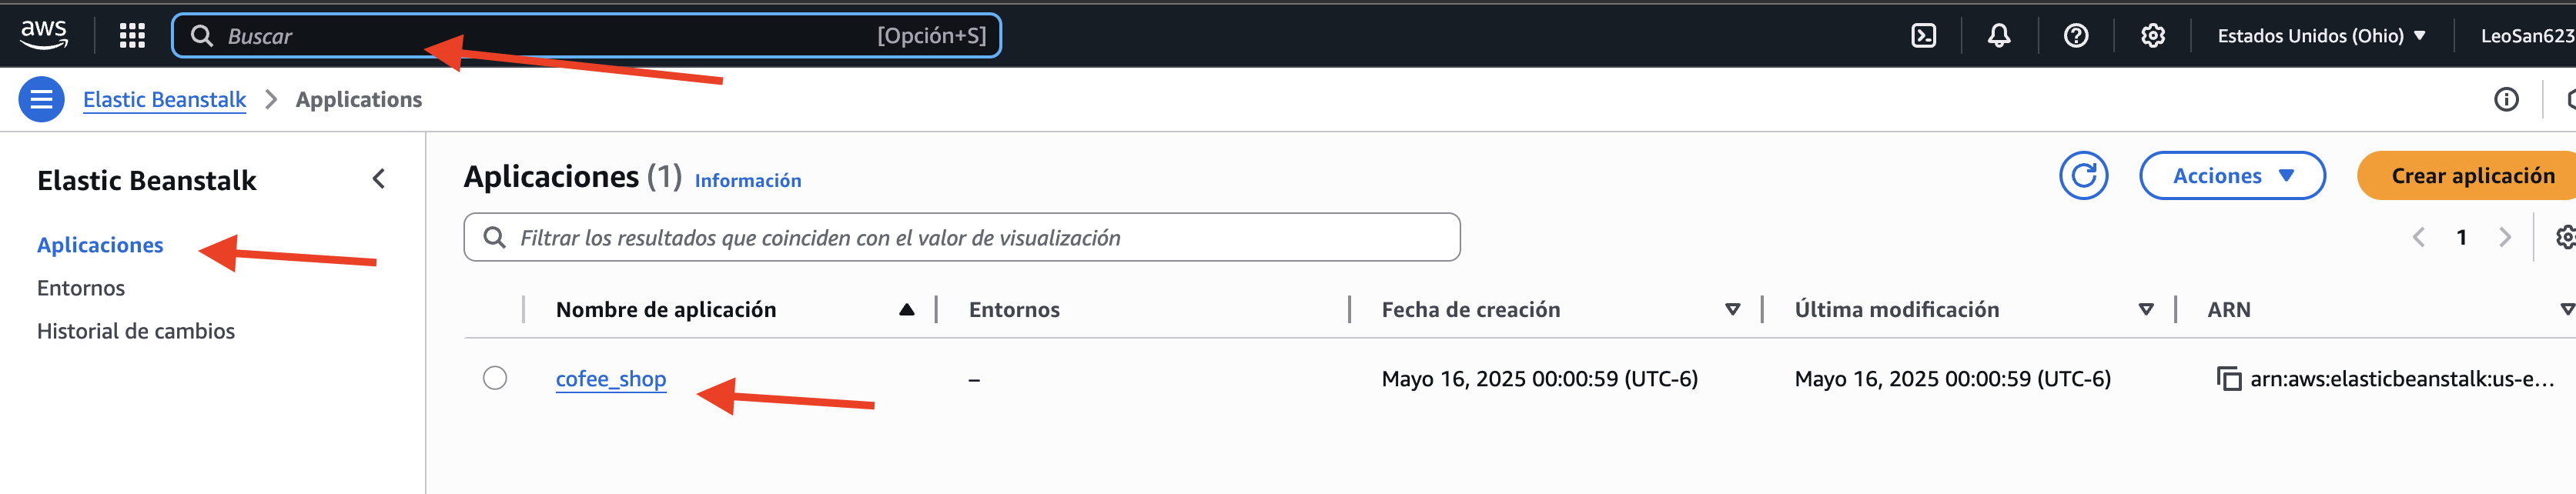 aws
Buscar [Opción+S] Estados Unidos (Ohio) LeoSan623
Elastic Beanstalk Applications
Elastic Beanstalk
Aplicaciones
Entornos
Historial de cambios
Aplicaciones (1) Información Acciones Crear aplicación
Filtrar los resultados que coinciden con el valor de visualización 1
Nombre de aplicación Entornos Fecha de creación Última modificación ARN
cofee_shop – Mayo 16, 2025 00:00:59 (UTC-6) Mayo 16, 2025 00:00:59 (UTC-6) arn:aws:elasticbeanstalk:us-e...